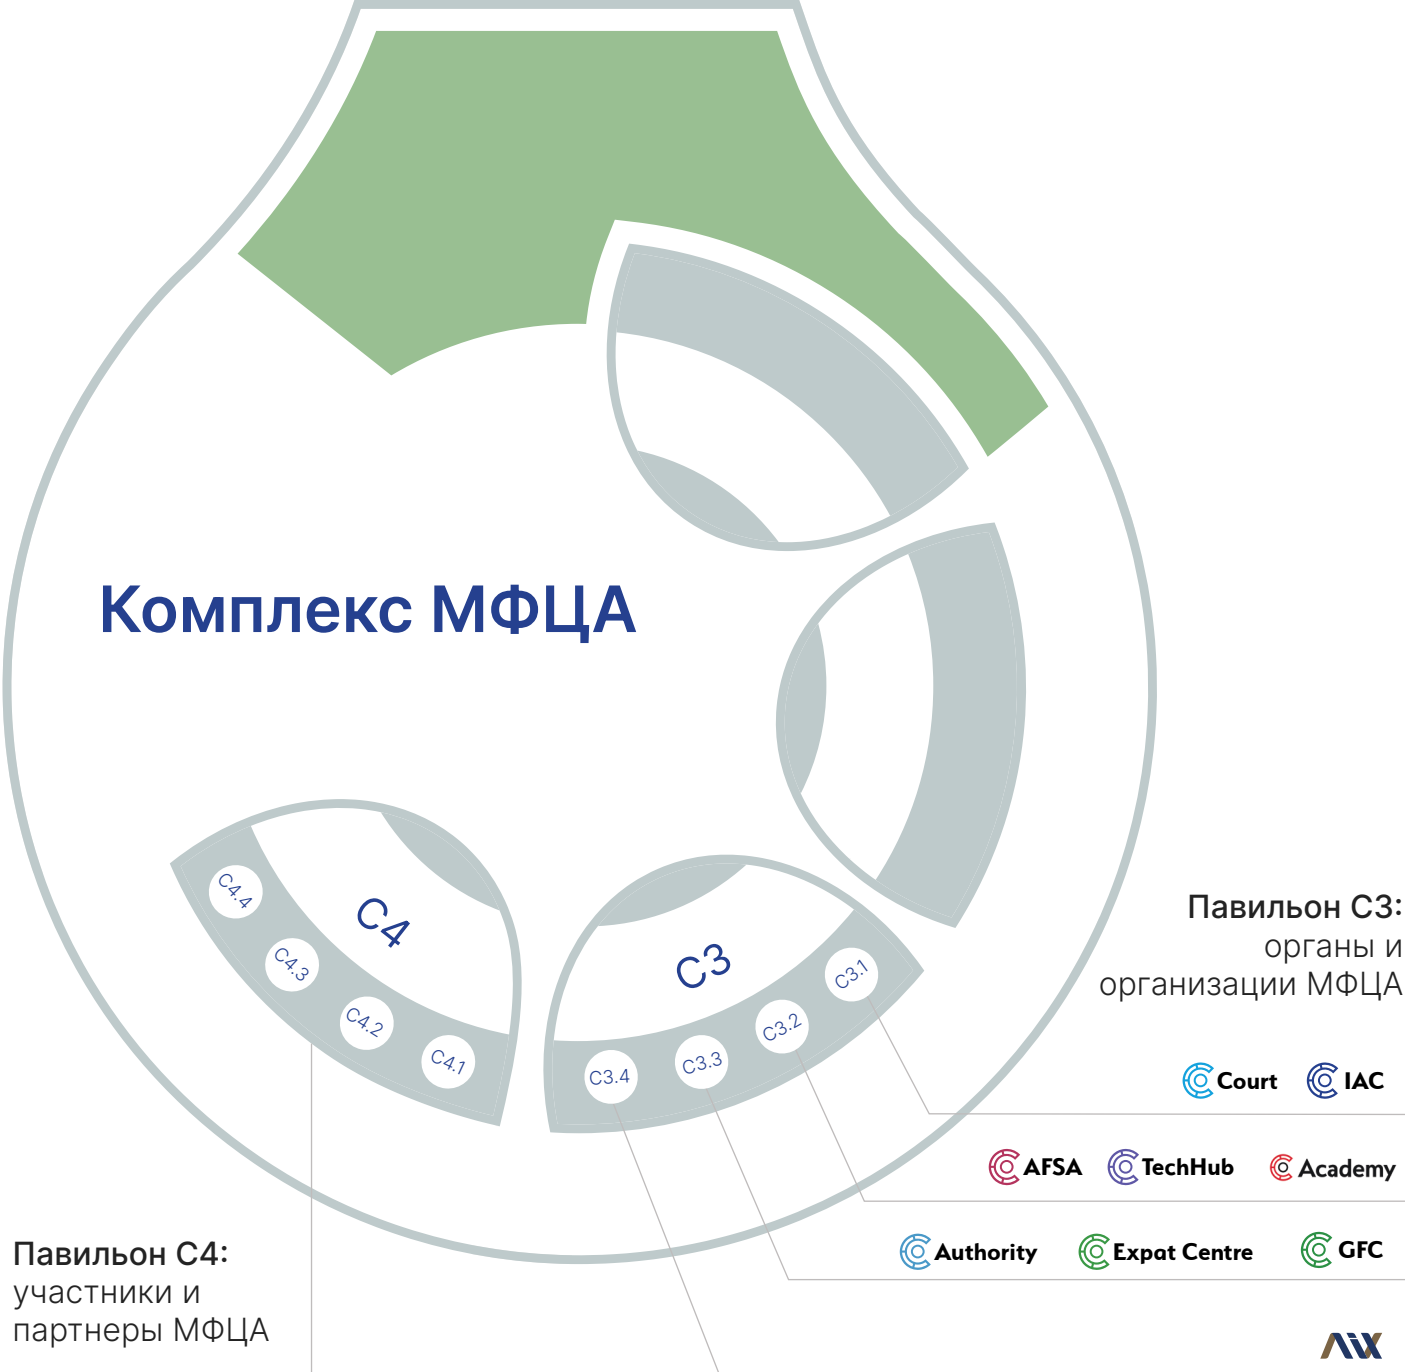 Комплекс МФЦА
C4
C4.4
C4.3
C4.2
C4.1
C3
C3.1
C3.2
C3.3
C3.4
Павильон C3:
органы и
организации МФЦА
Court IAC
AFSA TechHub Academy
Authority Expat Centre GFC
AIX
Павильон C4:
участники и
партнеры МФЦА